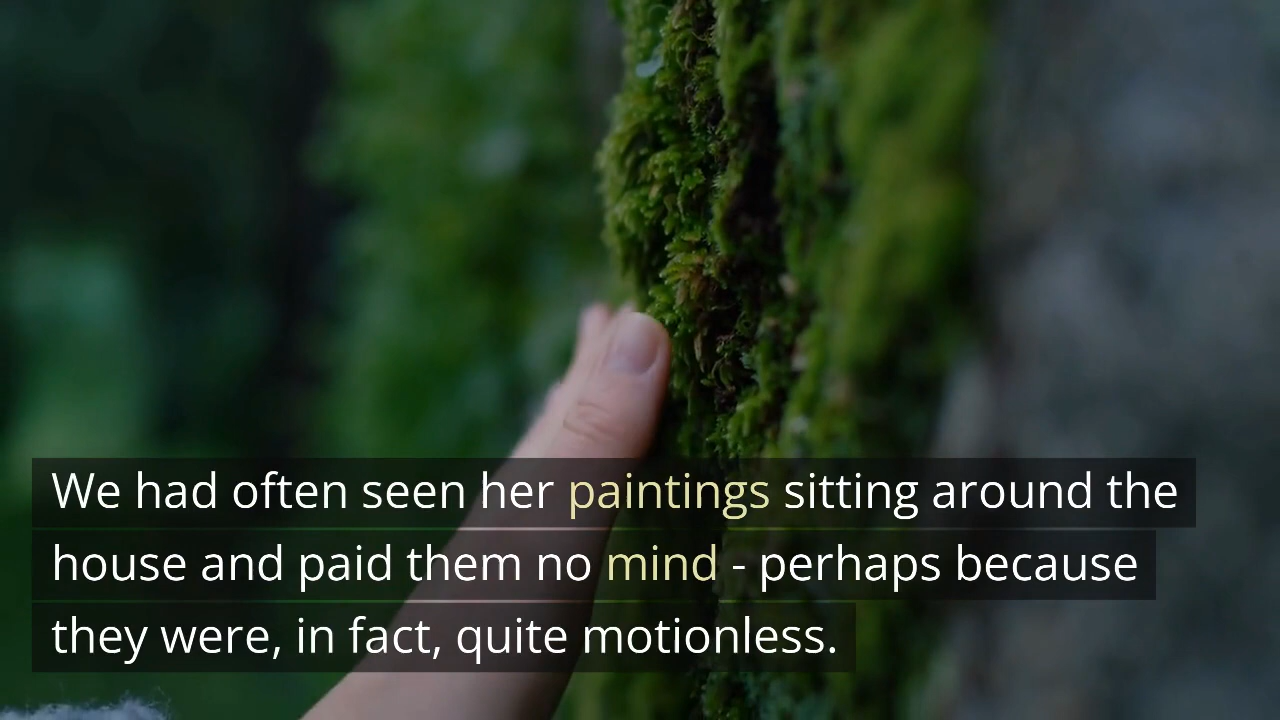 We had often seen her paintings sitting around the
house and paid them no mind - perhaps because
they were, in fact, quite motionless.